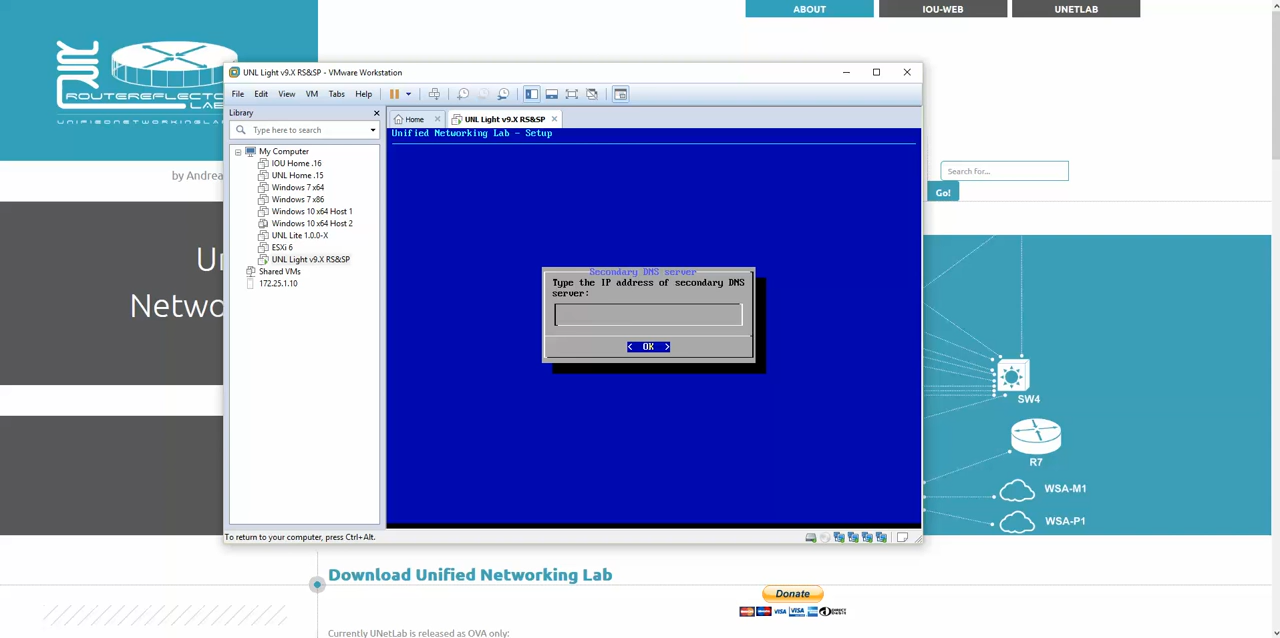 ABOUT
IOU-WEB
UNETLAB
UNL
ROUTEREFLECTOR
LAB
UNIFIEDNETWORKINGLAB
by Andrea
Un
Netwo
UNL Light v9.X RS&SP - VMware Workstation
File Edit View VM Tabs Help
Library
Type here to search
My Computer
IOU Home .16
UNL Home .15
Windows 7 x64
Windows 7 x86
Windows 10 x64 Host 1
Windows 10 x64 Host 2
UNL Lite 1.0.0-X
ESXi 6
UNL Light v9.X RS&SP
Shared VMs
172.25.1.10
Home
UNL Light v9.X RS&SP
Unified Networking Lab - Setup
Secondary DNS server
Type the IP address of secondary DNS
server:
< OK >
To return to your computer, press Ctrl+Alt.
Search for...
Go!
SW4
R7
WSA-M1
WSA-P1
Download Unified Networking Lab
Donate
VISA
VISA
Currently UNetLab is released as OVA only: